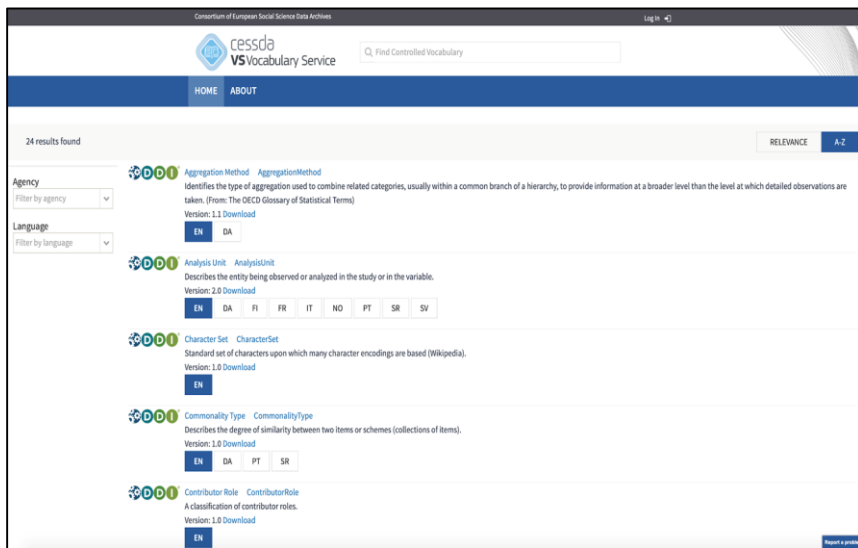 Consortium of European Social Science Data Archives
Log In
cessda
VS Vocabulary Service
Find Controlled Vocabulary
HOME ABOUT
24 results found
RELEVANCE A-Z
Agency
Filter by agency
Language
Filter by language
DDI Aggregation Method AggregationMethod
Identifies the type of aggregation used to combine related categories, usually within a common branch of a hierarchy, to provide information at a broader level than the level at which detailed observations are
taken. (From: The OECD Glossary of Statistical Terms)
Version: 1.1 Download
EN DA
DDI Analysis Unit AnalysisUnit
Describes the entity being observed or analyzed in the study or in the variable.
Version: 2.0 Download
EN DA FI FR IT NO PT SR SV
DDI Character Set CharacterSet
Standard set of characters upon which many character encodings are based (Wikipedia).
Version: 1.0 Download
EN
DDI Commonality Type CommonalityType
Describes the degree of similarity between two items or schemes (collections of items).
Version: 1.0 Download
EN DA PT SR
DDI Contributor Role ContributorRole
A classification of contributor roles.
Version: 1.0 Download
EN
Report a proble